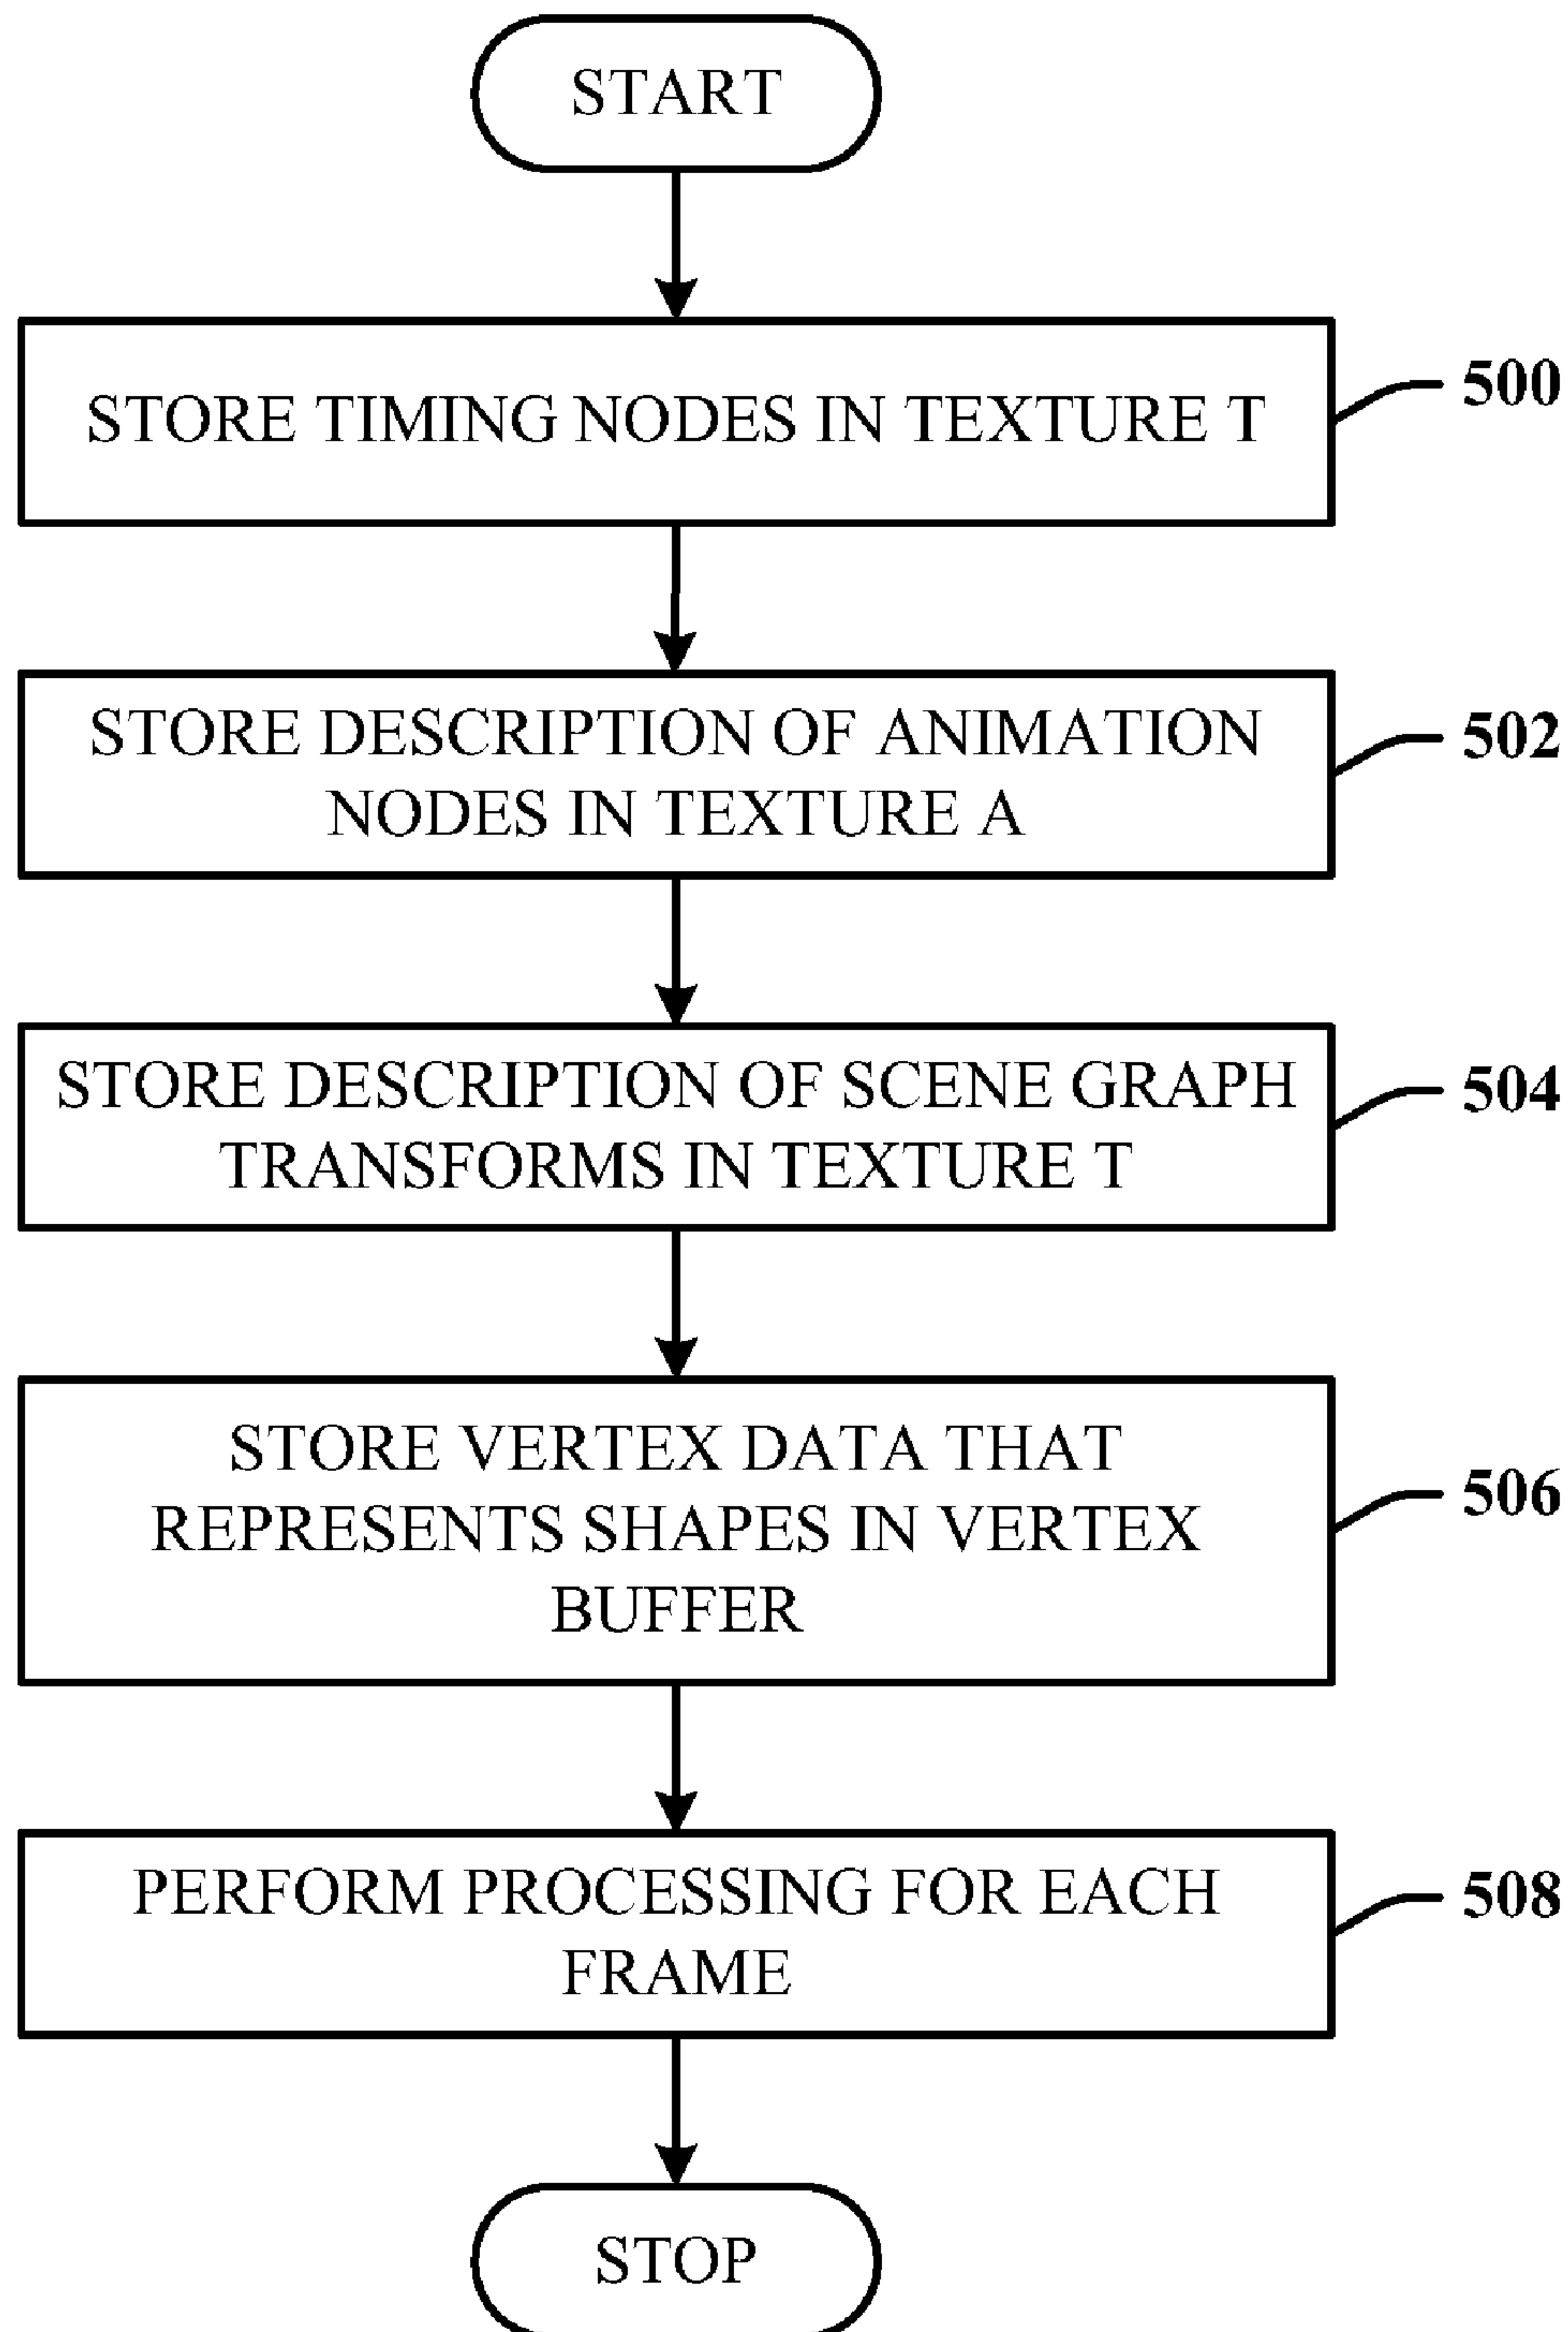 START
STORE TIMING NODES IN TEXTURE T
500
STORE DESCRIPTION OF ANIMATION
NODES IN TEXTURE A
502
STORE DESCRIPTION OF SCENE GRAPH
TRANSFORMS IN TEXTURE T
504
STORE VERTEX DATA THAT
REPRESENTS SHAPES IN VERTEX
BUFFER
506
PERFORM PROCESSING FOR EACH
FRAME
508
STOP